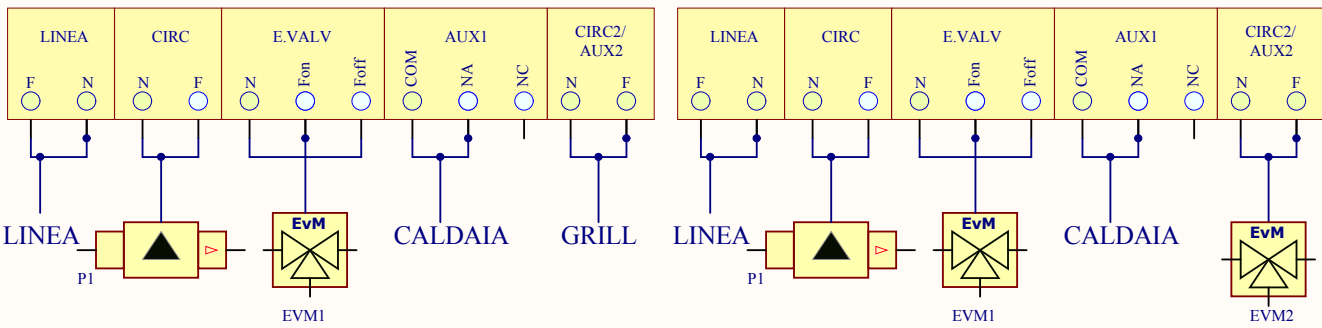 LINEA CIRC E.VALV AUX1 CIRC2/
AUX2
F N N F N Fon Foff COM NA NC N F
LINEA
P1
EvM
EVM1
CALDAIA
GRILL
LINEA CIRC E.VALV AUX1 CIRC2/
AUX2
F N N F N Fon Foff COM NA NC N F
LINEA
P1
EvM
EVM1
CALDAIA
EvM
EVM2